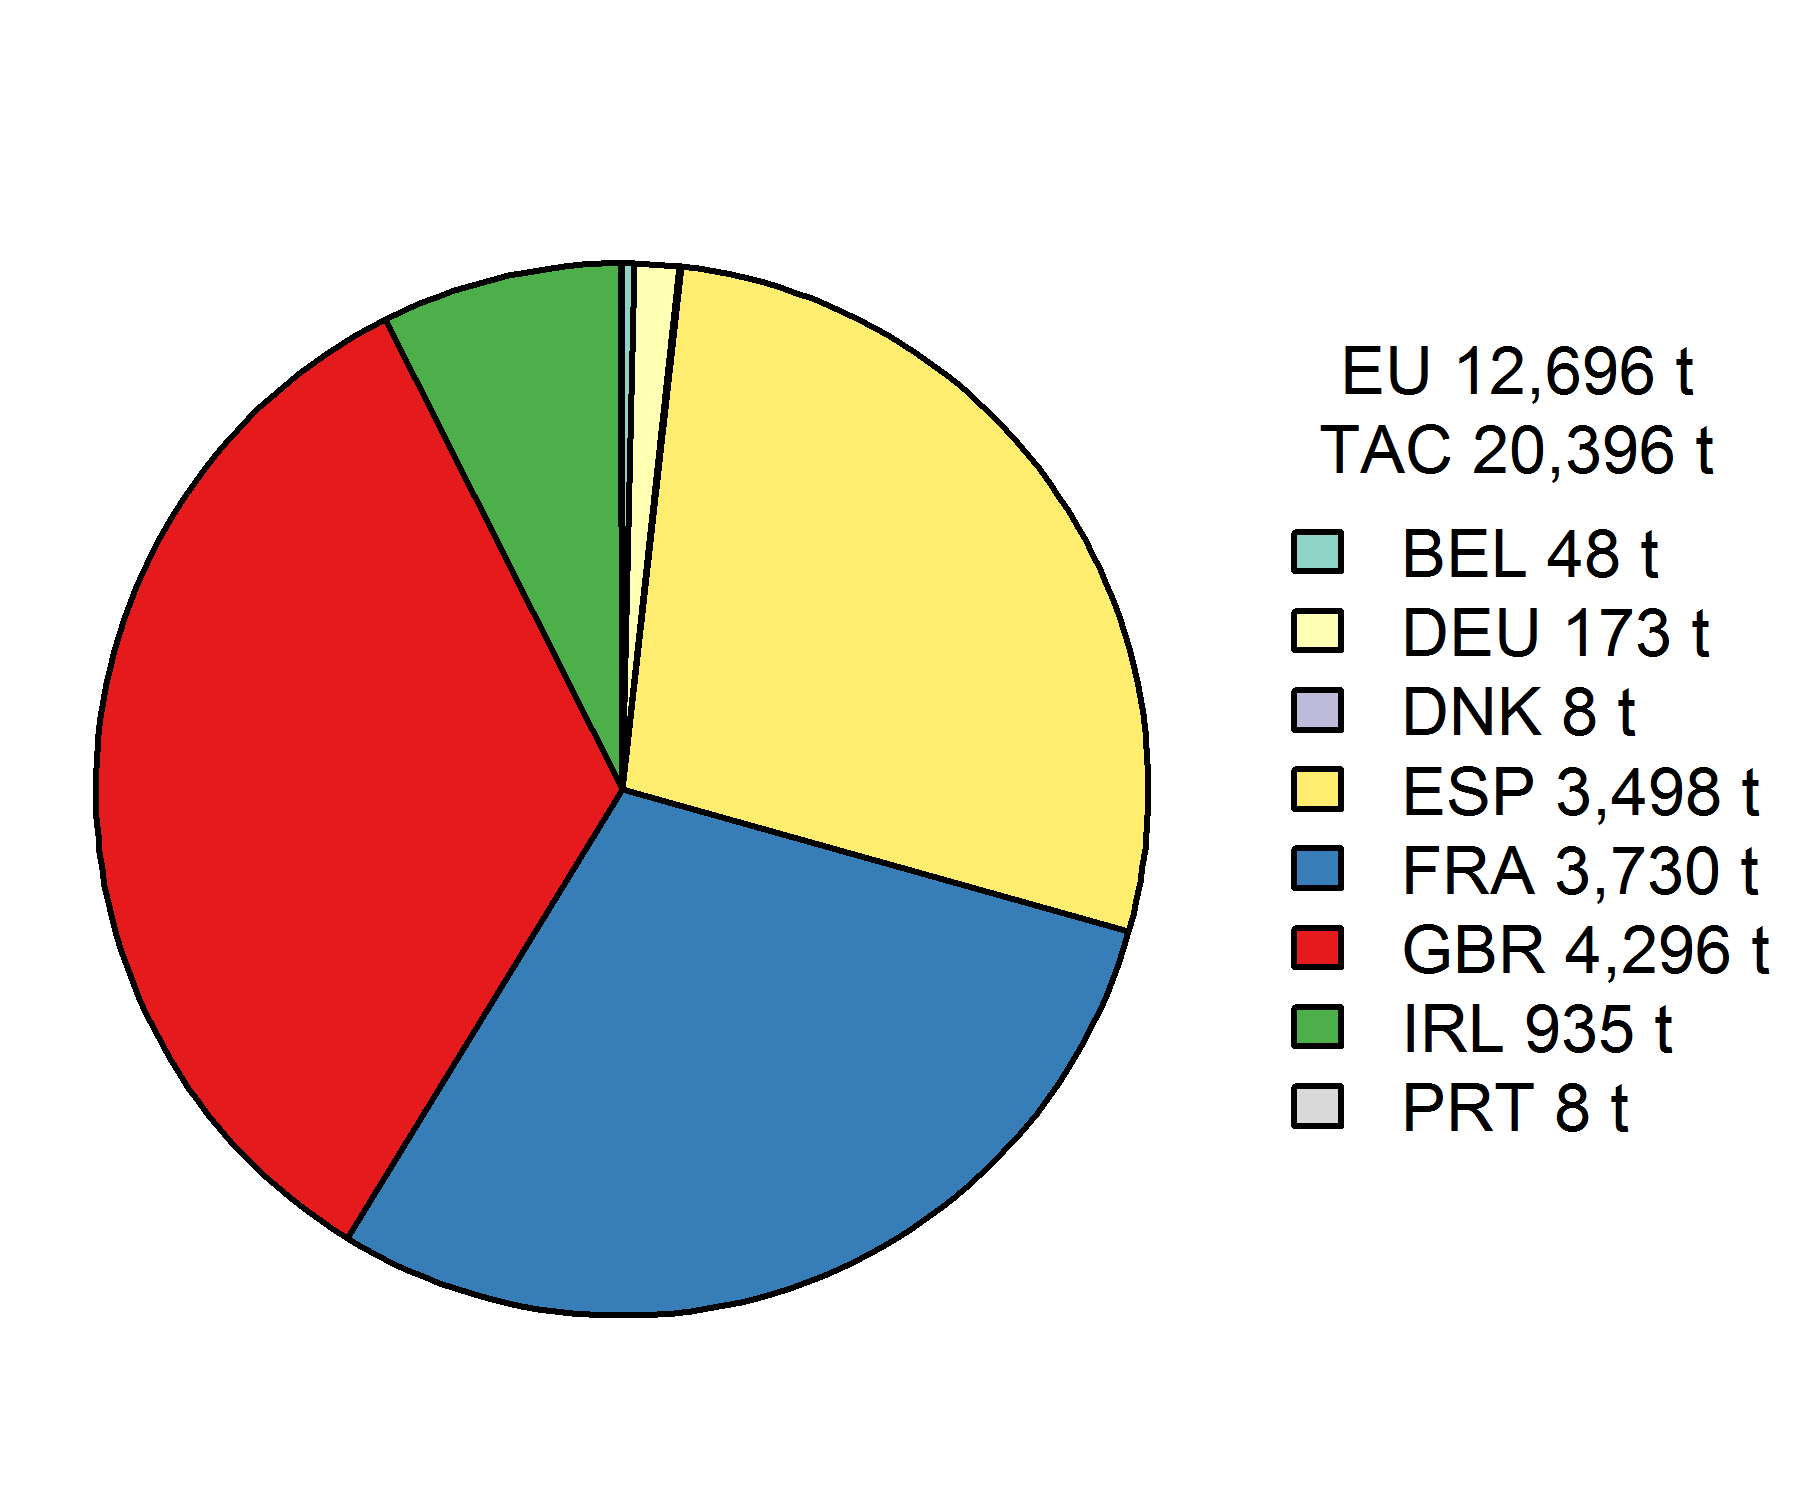 EU 12,696 t
TAC 20,396 t
BEL 48 t
DEU 173 t
DNK 8 t
ESP 3,498 t
FRA 3,730 t
GBR 4,296 t
IRL 935 t
PRT 8 t